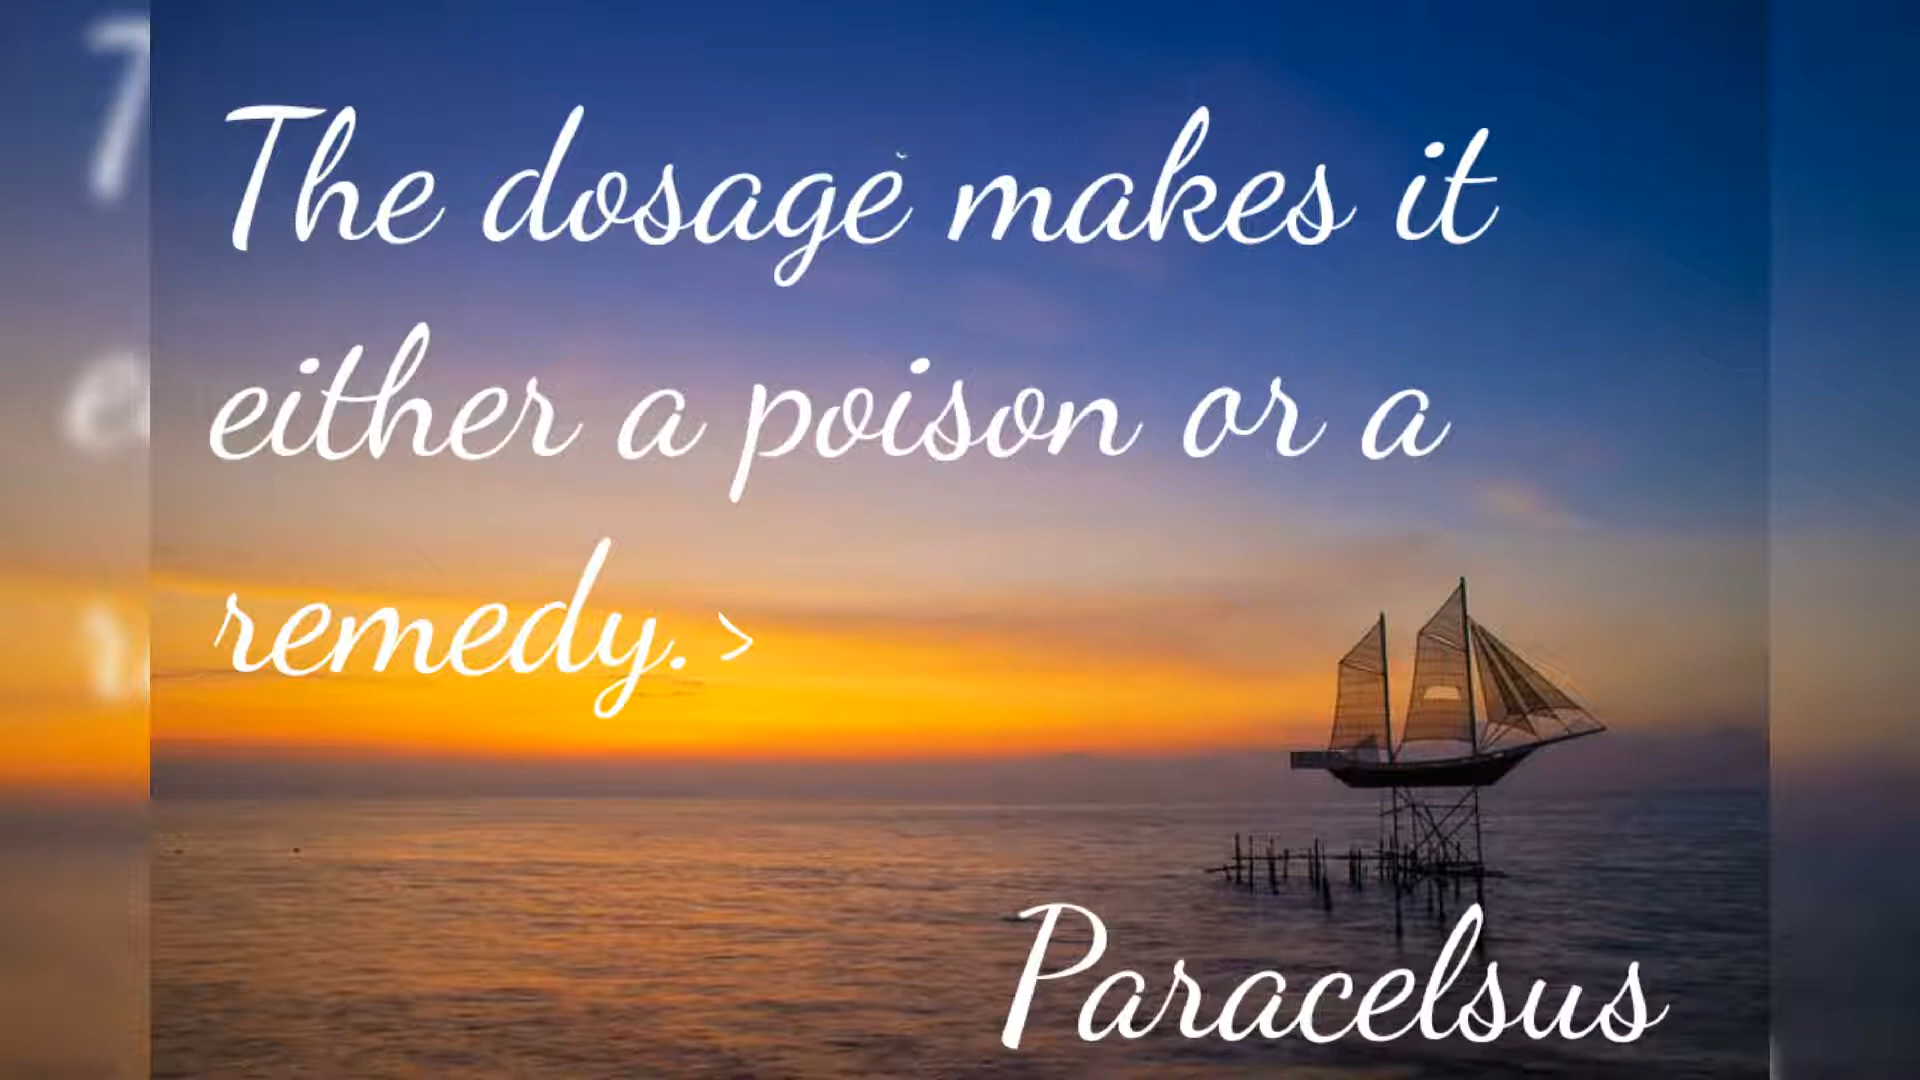 The dosage makes it
either a poison or a
remedy.>
Paracelsus